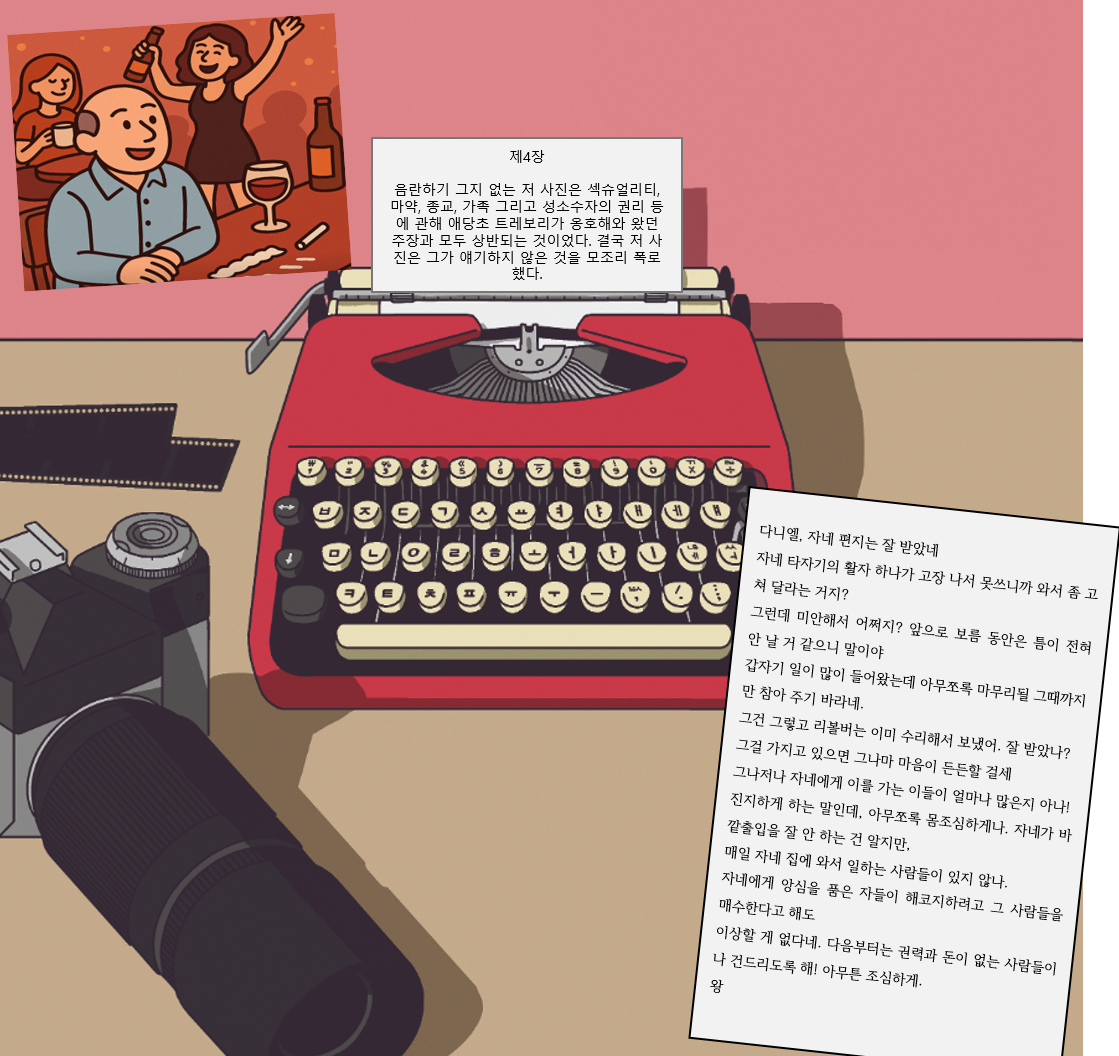 제4장
음란하기 그지 없는 저 사진은 섹슈얼리티,
마약, 종교, 가족 그리고 성소수자의 권리 등
에 관해 애당초 트레보리가 옹호해와 왔던
주장과 모두 상반되는 것이었다. 결국 저 사
진은 그가 얘기하지 않은 것을 모조리 폭로
했다.
ㅂ ㅈ ㄷ ㄱ ㅅ ㅛ ㅕ ㅑ ㅐ ㅔ
ㅁ ㄴ ㅇ ㄹ ㅎ ㅗ ㅓ ㅏ ㅣ
ㅋ ㅌ ㅊ ㅍ ㅠ ㅜ ㅡ
다니엘, 자네 편지는 잘 받았네
자네 타자기의 활자 하나가 고장 나서 못쓰니까 와서 좀 고
쳐 달라는 거지?
그런데 미안해서 어쩌지? 앞으로 보름 동안은 틈이 전혀
안 날 거 같으니 말이야
갑자기 일이 많이 들어왔는데 아무쪼록 마무리될 그때까지
만 참아 주기 바라네.
그건 그렇고 리볼버는 이미 수리해서 보냈어. 잘 받았나?
그걸 가지고 있으면 그나마 마음이 든든할 걸세
그나저나 자네에게 이를 가는 이들이 얼마나 많은지 아나!
진지하게 하는 말인데, 아무쪼록 몸조심하게나. 자네가 바
깥출입을 잘 안 하는 건 알지만,
매일 자네 집에 와서 일하는 사람들이 있지 않나.
자네에게 앙심을 품은 자들이 해코지하려고 그 사람들을
매수한다고 해도
이상할 게 없다네. 다음부터는 권력과 돈이 없는 사람들이
나 건드리도록 해! 아무튼 조심하게.
왕